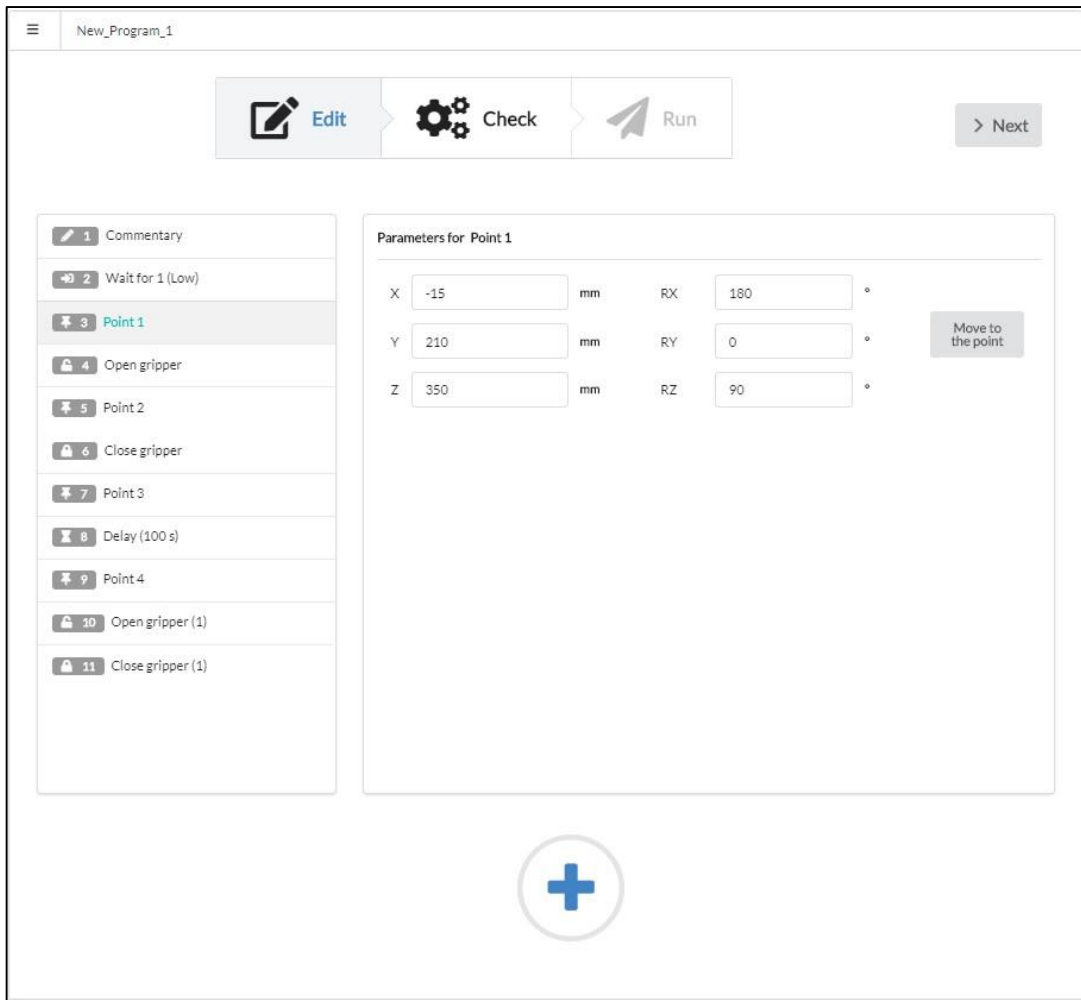 New_Program_1
Edit Check Run
Next
1 Commentary
2 Wait for 1 (Low)
3 Point 1
4 Open gripper
5 Point 2
6 Close gripper
7 Point 3
8 Delay (100 s)
9 Point 4
10 Open gripper (1)
11 Close gripper (1)
Parameters for Point 1
X -15 mm RX 180 °
Y 210 mm RY 0 °
Z 350 mm RZ 90 °
Move to
the point